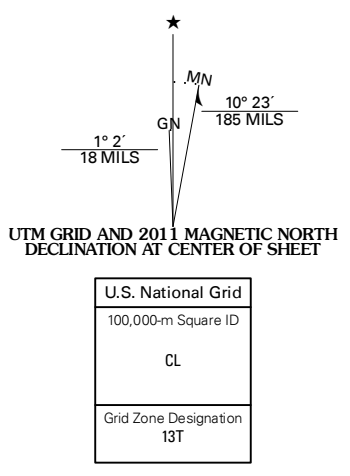 ★
MN
10° 23´
185 MILS
GN
1° 2´
18 MILS
UTM GRID AND 2011 MAGNETIC NORTH
DECLINATION AT CENTER OF SHEET
U.S. National Grid
100,000-m Square ID
CL
Grid Zone Designation
13T